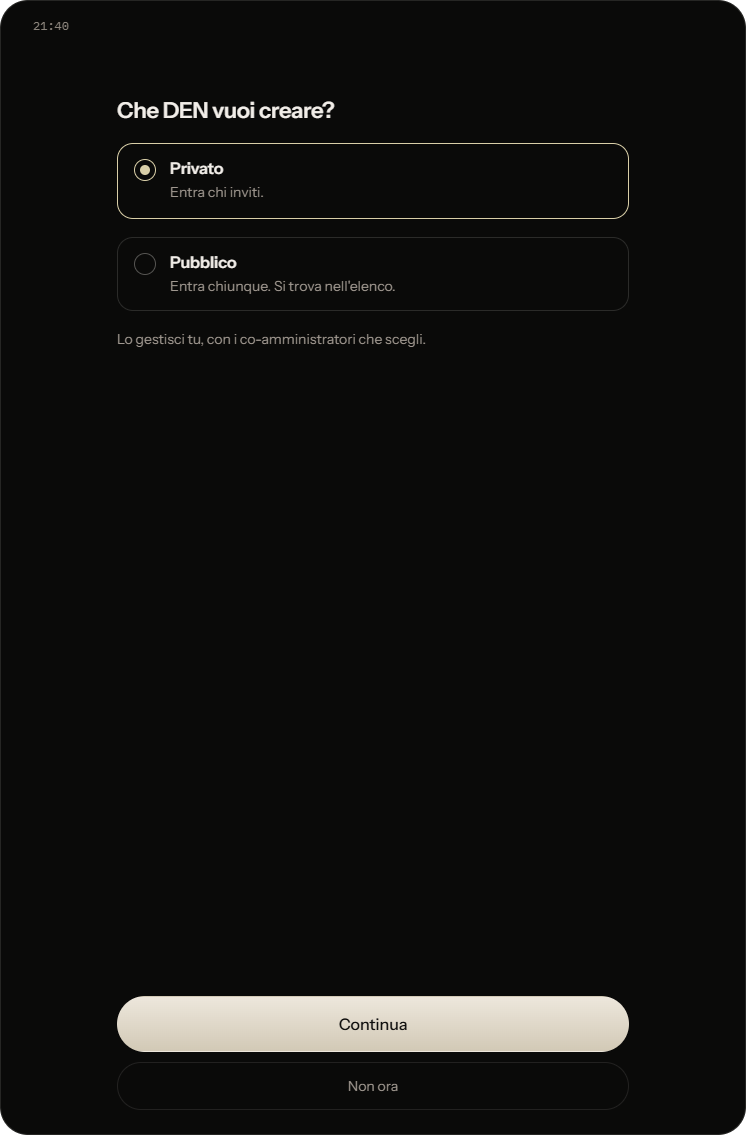 21:40
Che DEN vuoi creare?
Privato
Entra chi inviti.
Pubblico
Entra chiunque. Si trova nell'elenco.
Lo gestisci tu, con i co-amministratori che scegli.
Continua
Non ora